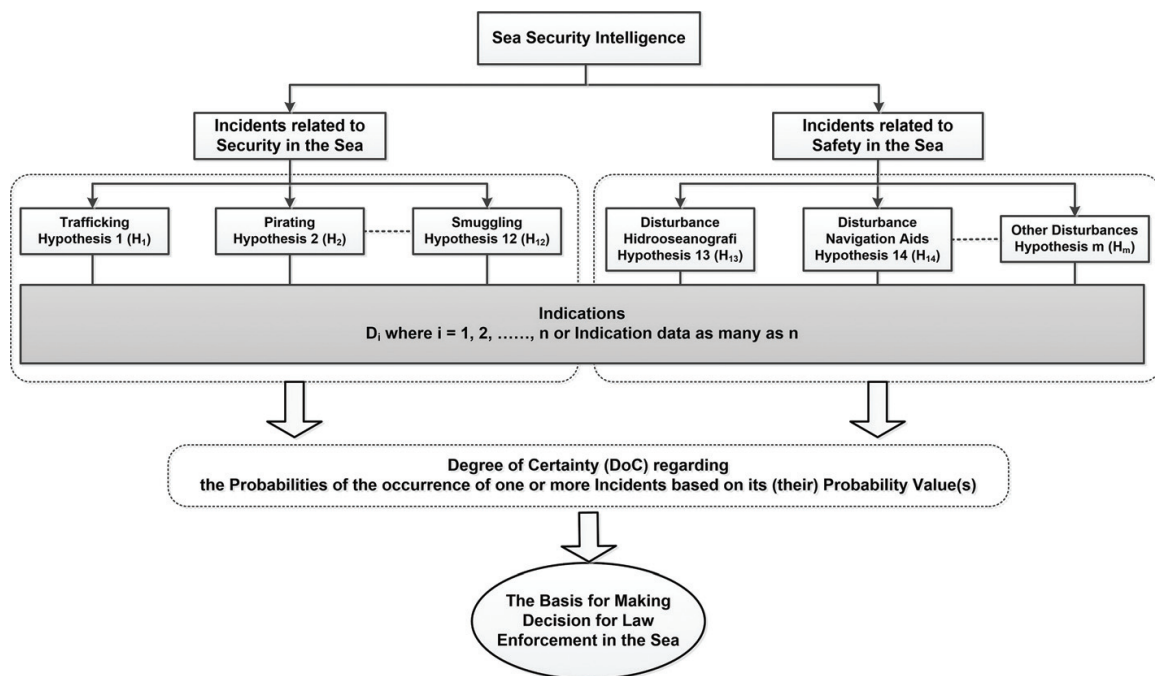 Sea Security Intelligence
Incidents related to
Security in the Sea
Incidents related to
Safety in the Sea
Trafficking
Hypothesis 1 (H₁)
Pirating
Hypothesis 2 (H₂)
Smuggling
Hypothesis 12 (H₁₂)
Disturbance
Hidrooseanografi
Hypothesis 13 (H₁₃)
Disturbance
Navigation Aids
Hypothesis 14 (H₁₄)
Other Disturbances
Hypothesis m (Hₘ)
Indications
Dᵢ where i = 1, 2, ……, n or Indication data as many as n
Degree of Certainty (DoC) regarding
the Probabilities of the occurrence of one or more Incidents based on its (their) Probability Value(s)
The Basis for Making
Decision for Law
Enforcement in the Sea